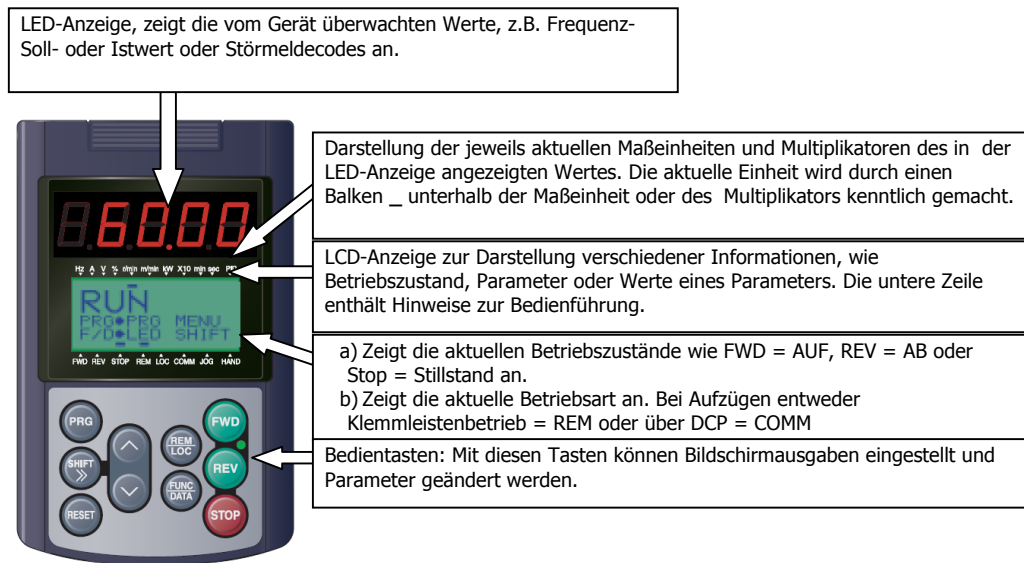 LED-Anzeige, zeigt die vom Gerät überwachten Werte, z.B. Frequenz-
Soll- oder Istwert oder Störmeldecodes an.
Darstellung der jeweils aktuellen Maßeinheiten und Multiplikatoren des in der
LED-Anzeige angezeigten Wertes. Die aktuelle Einheit wird durch einen
Balken _ unterhalb der Maßeinheit oder des Multiplikators kenntlich gemacht.
60.00
Hz A V % r/min m/min kW X10 min sec PID
LCD-Anzeige zur Darstellung verschiedener Informationen, wie
Betriebszustand, Parameter oder Werte eines Parameters. Die untere Zeile
enthält Hinweise zur Bedienführung.
RUN
PRG PRG MENU
F/D LED SHIFT
FWD REV STOP REM LOC COMM JOG HAND
a) Zeigt die aktuellen Betriebszustände wie FWD = AUF, REV = AB oder
Stop = Stillstand an.
b) Zeigt die aktuelle Betriebsart an. Bei Aufzügen entweder
Klemmleistenbetrieb = REM oder über DCP = COMM
Bedientasten: Mit diesen Tasten können Bildschirmausgaben eingestellt und
Parameter geändert werden.
PRG
FWD
REM
LOC
SHIFT
REV
FUNC
DATA
RESET
STOP